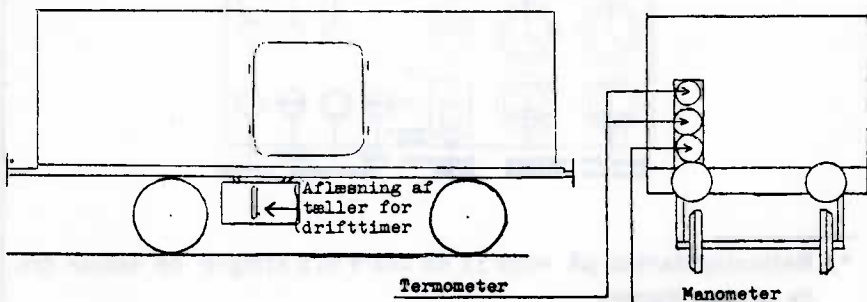 Aflæsning af
tæller for
drifttimer
Termometer
Manometer